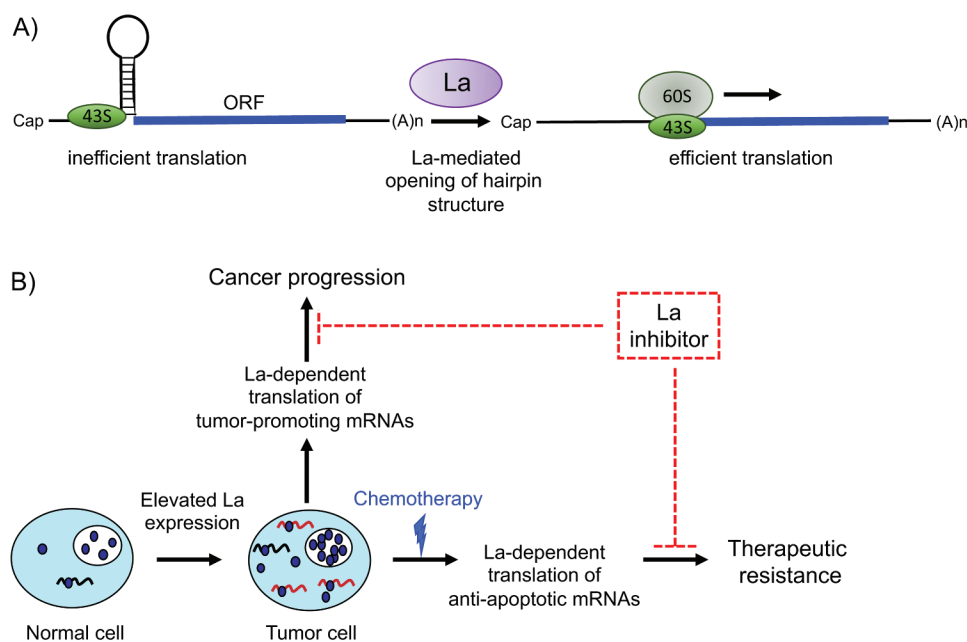 A)
43S
Cap
ORF
(A)n
inefficient translation
La
La-mediated
opening of hairpin
structure
Cap
60S
43S
(A)n
efficient translation
B)
Cancer progression
La
inhibitor
La-dependent
translation of
tumor-promoting mRNAs
Elevated La
expression
Chemotherapy
La-dependent
translation of
anti-apoptotic mRNAs
Therapeutic
resistance
Normal cell
Tumor cell